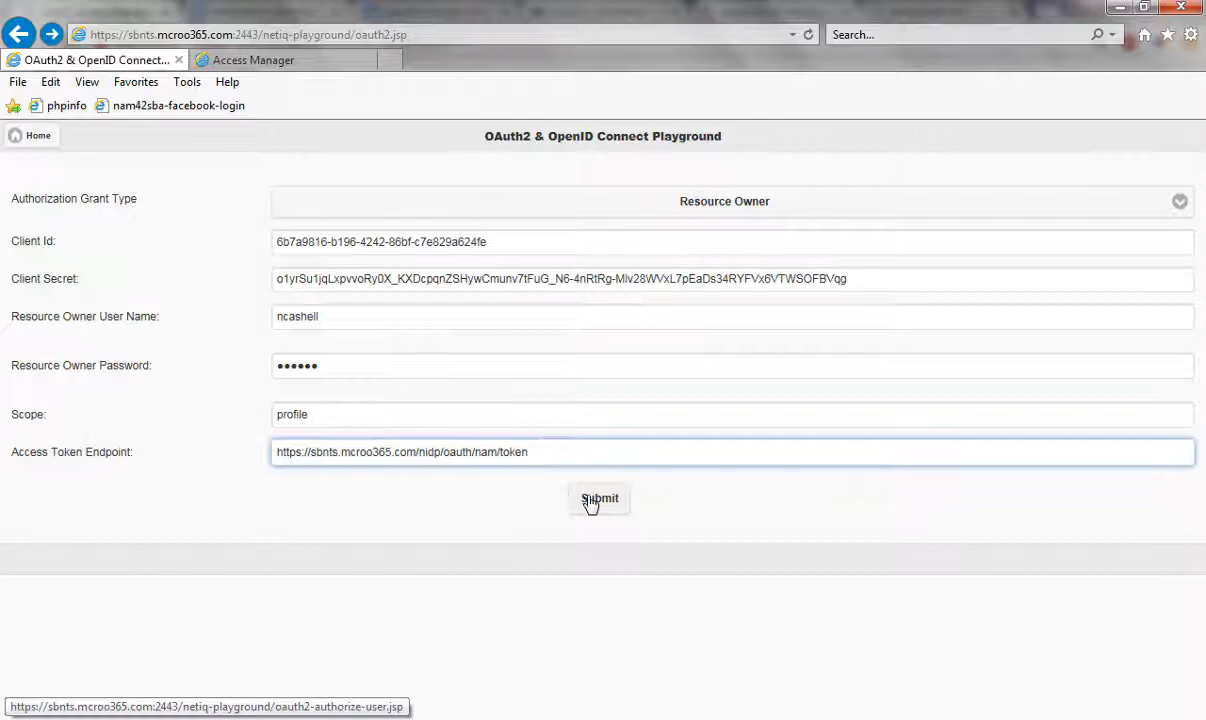 https://sbnts.mcroo365.com:2443/netiq-playground/oauth2.jsp
Search...
OAuth2 & OpenID Connect...
Access Manager
File Edit View Favorites Tools Help
phpinfo nam42sba-facebook-login
Home
OAuth2 & OpenID Connect Playground
Authorization Grant Type
Resource Owner
Client Id:
6b7a9816-b196-4242-86bf-c7e829a624fe
Client Secret:
o1yrSu1jqLxpvvoRy0X_KXDcpqnZSHywCmunv7tFuG_N6-4nRtRg-Mlv28WVxL7pEaDs34RYFVx6VTWSOFBVqg
Resource Owner User Name:
ncashell
Resource Owner Password:
••••••
Scope:
profile
Access Token Endpoint:
https://sbnts.mcroo365.com/nidp/oauth/nam/token
Submit
https://sbnts.mcroo365.com:2443/netiq-playground/oauth2-authorize-user.jsp